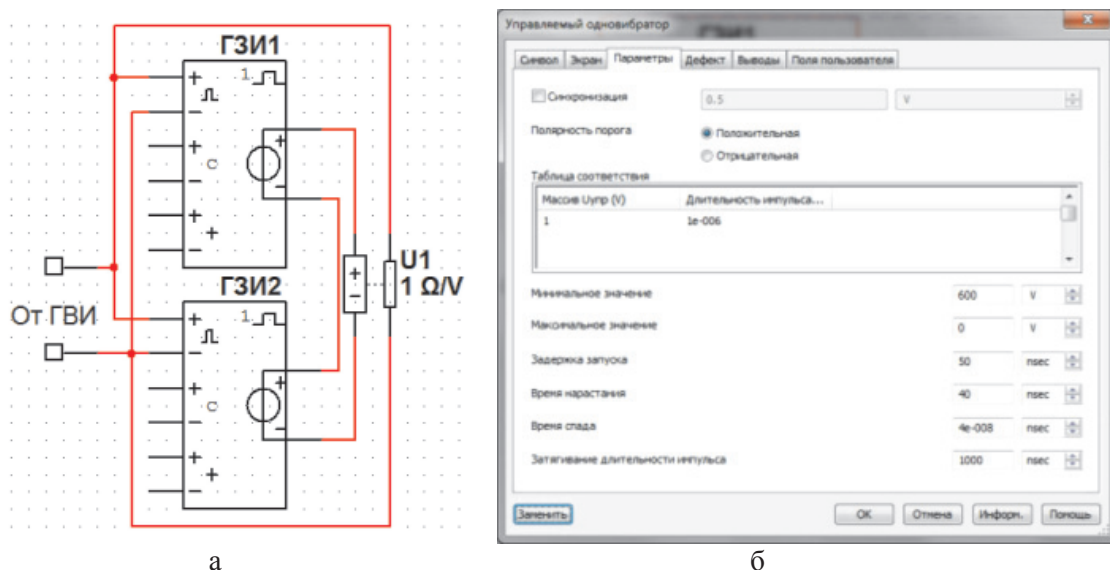 ГЗИ1
+
1
−
+
−
C
+
−
+
+
−
U1
1 Ω/V
+
−
От ГВИ
ГЗИ2
+
1
−
+
−
C
+
−
+
+
−
а
Управляемый одновибратор
Символ Экран Параметры Дефект Выводы Поля пользователя
Синхронизация 0.5 V
Полярность порога Положительная
Отрицательная
Таблица соответствия
Массив Uупр (V) Длительность импульса...
1 1e-006
Минимальное значение 600 V
Максимальное значение 0 V
Задержка запуска 50 nsec
Время нарастания 40 nsec
Время спада 4e-008 nsec
Затягивание длительности импульса 1000 nsec
Заменить OK Отмена Информ. Помощь
б